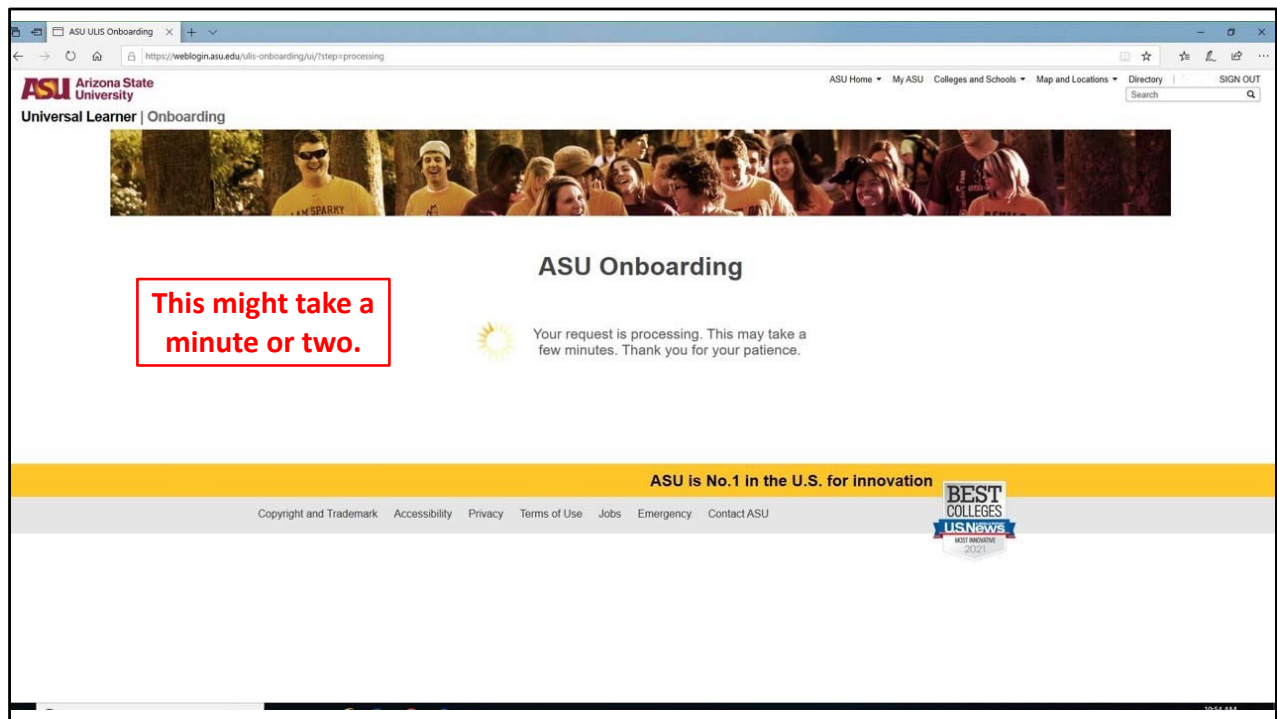 ASU ULIS Onboarding
https://weblogin.asu.edu/ulis-onboarding/ui/?step=processing
ASU Home My ASU Colleges and Schools Map and Locations Directory SIGN OUT
Search
ASU Arizona State
University
Universal Learner | Onboarding
I AM SPARKY
ASU Onboarding
This might take a
minute or two.
Your request is processing. This may take a
few minutes. Thank you for your patience.
ASU is No.1 in the U.S. for innovation
BEST
COLLEGES
U.S.News
MOST INNOVATIVE
2021
Copyright and Trademark Accessibility Privacy Terms of Use Jobs Emergency Contact ASU
10:54 AM